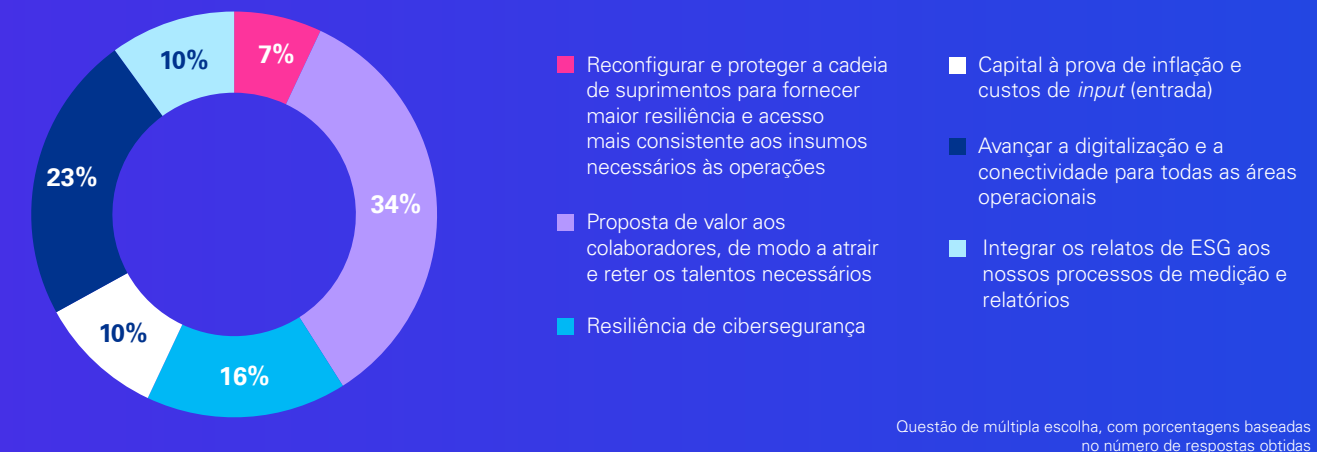 10%
7%
23%
34%
10%
16%
Reconfigurar e proteger a cadeia
de suprimentos para fornecer
maior resiliência e acesso
mais consistente aos insumos
necessários às operações
Proposta de valor aos
colaboradores, de modo a atrair
e reter os talentos necessários
Resiliência de cibersegurança
Capital à prova de inflação e
custos de input (entrada)
Avançar a digitalização e a
conectividade para todas as áreas
operacionais
Integrar os relatos de ESG aos
nossos processos de medição e
relatórios
Questão de múltipla escolha, com porcentagens baseadas
no número de respostas obtidas